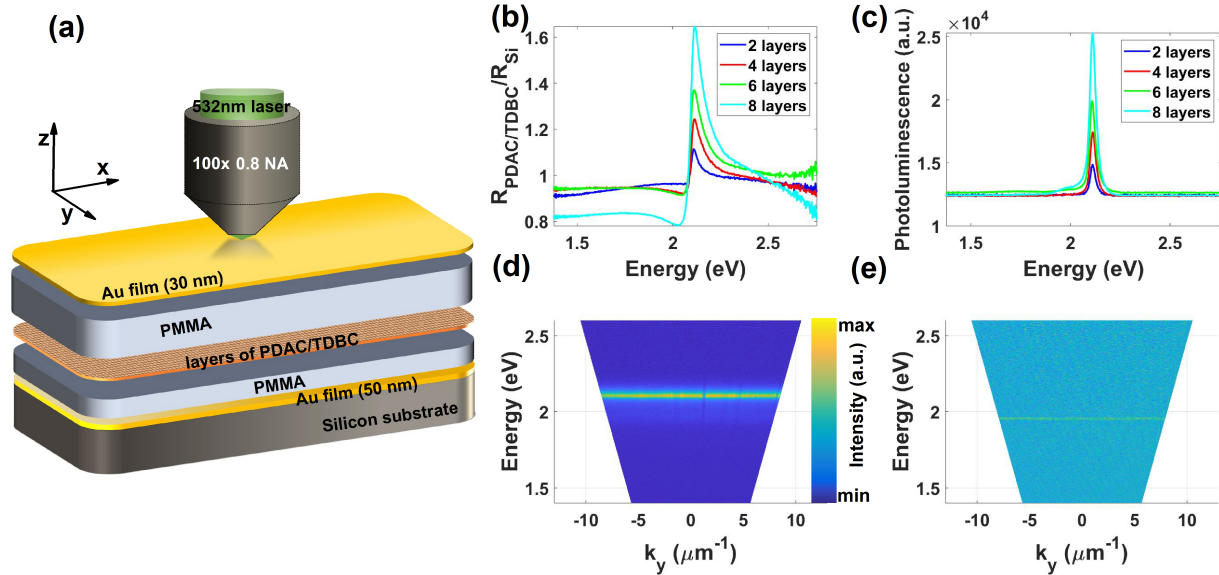 (a)
532nm laser
100x 0.8 NA
z
x
y
Au film (30 nm)
PMMA
layers of PDAC/TDBC
PMMA
Au film (50 nm)
Silicon substrate
(b)
R_PDAC/TDBC/R_Si
1.6
1.4
1.2
1
0.8
2 layers
4 layers
6 layers
8 layers
1.5
2
2.5
Energy (eV)
(c)
×10⁴
Photoluminescence (a.u.)
2.5
2
1.5
1
2 layers
4 layers
6 layers
8 layers
1.5
2
2.5
Energy (eV)
(d)
Energy (eV)
2.5
2
1.5
-10
-5
0
5
10
k_y (μm⁻¹)
max
Intensity (a.u.)
min
(e)
Energy (eV)
2.5
2
1.5
-10
-5
0
5
10
k_y (μm⁻¹)